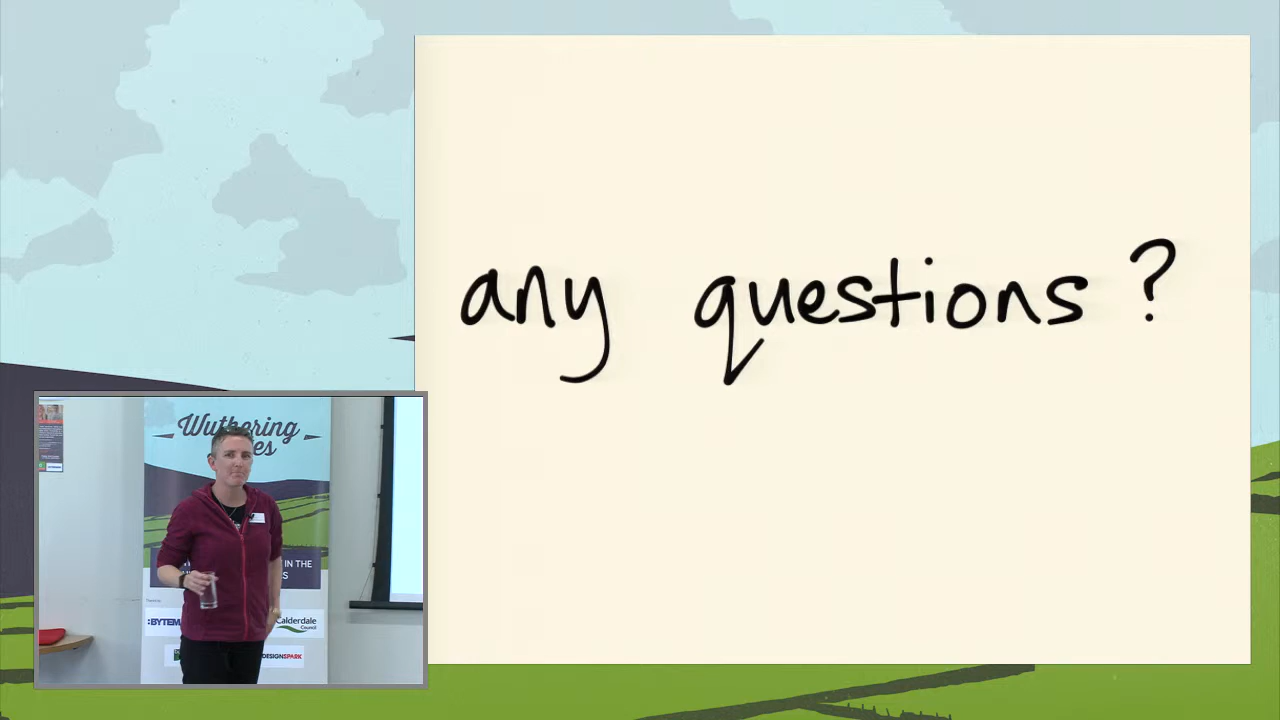 any questions?
Wuthering
IN THE
:BYTEM
Calderdale
Council
DESIGNSPARK